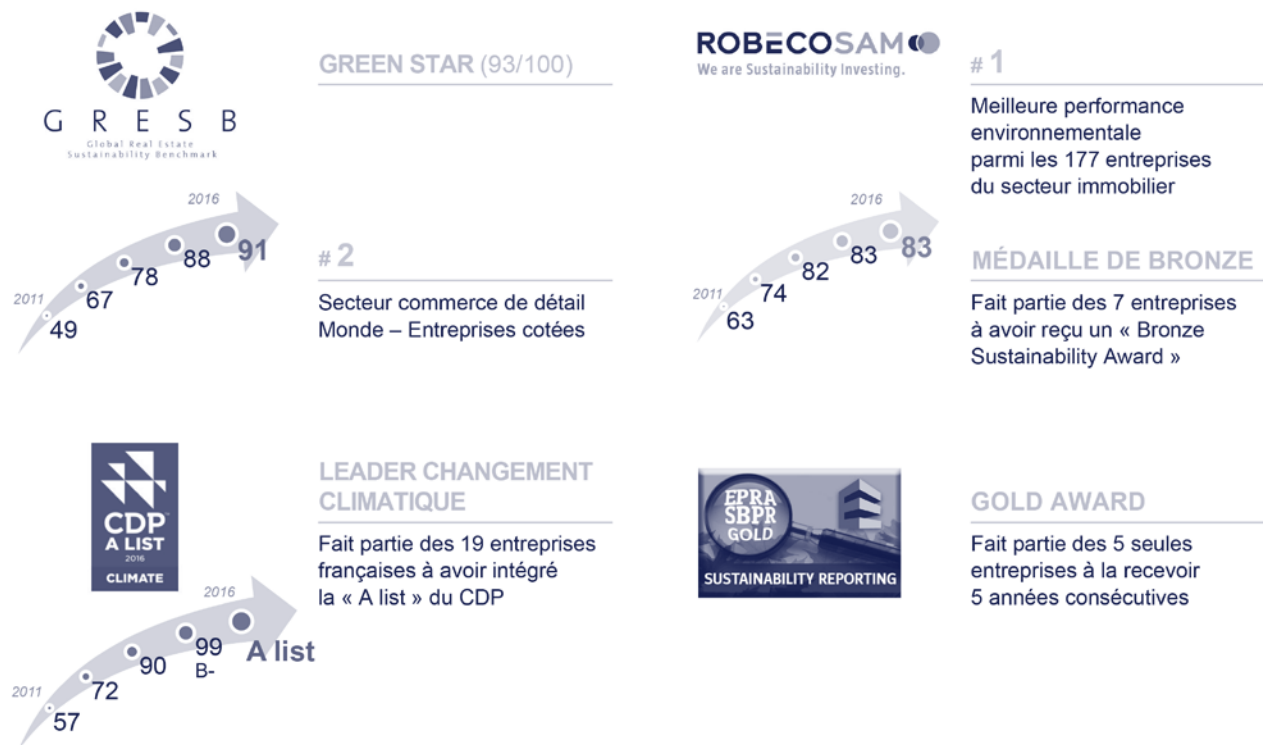 GRESB
Global Real Estate
Sustainability Benchmark
GREEN STAR (93/100)
2011
2016
49
67
78
88
91
# 2
Secteur commerce de détail
Monde – Entreprises cotées
ROBECOSAM
We are Sustainability Investing.
# 1
Meilleure performance
environnementale
parmi les 177 entreprises
du secteur immobilier
2011
2016
63
74
82
83
83
MÉDAILLE DE BRONZE
Fait partie des 7 entreprises
à avoir reçu un « Bronze
Sustainability Award »
CDP™
A LIST
2016
CLIMATE
LEADER CHANGEMENT
CLIMATIQUE
Fait partie des 19 entreprises
françaises à avoir intégré
la « A list » du CDP
2011
2016
57
72
90
99
B-
A list
EPRA
SBPR
GOLD
SUSTAINABILITY REPORTING
GOLD AWARD
Fait partie des 5 seules
entreprises à la recevoir
5 années consécutives